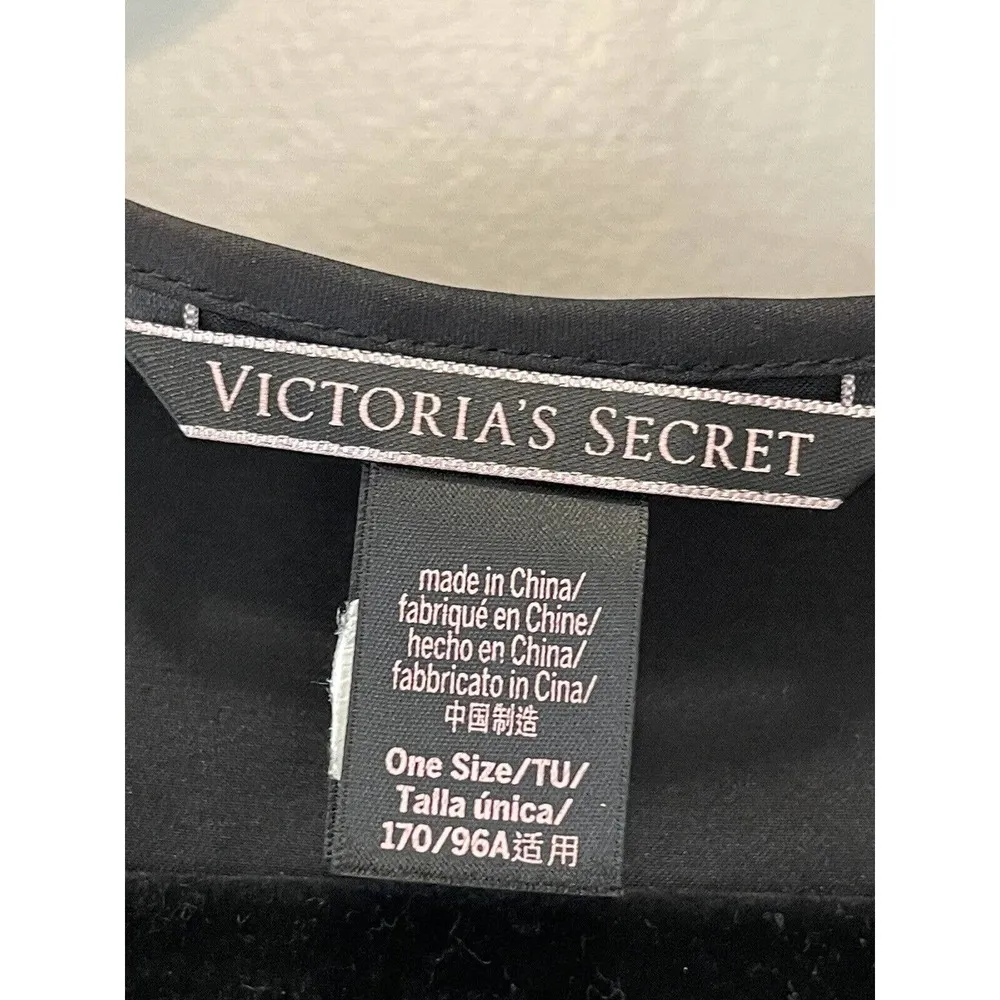 VICTORIA'S SECRET
made in China/
fabriqué en Chine/
hecho en China/
fabbricato in Cina/
中国制造
One Size/TU/
Talla única/
170/96A适用